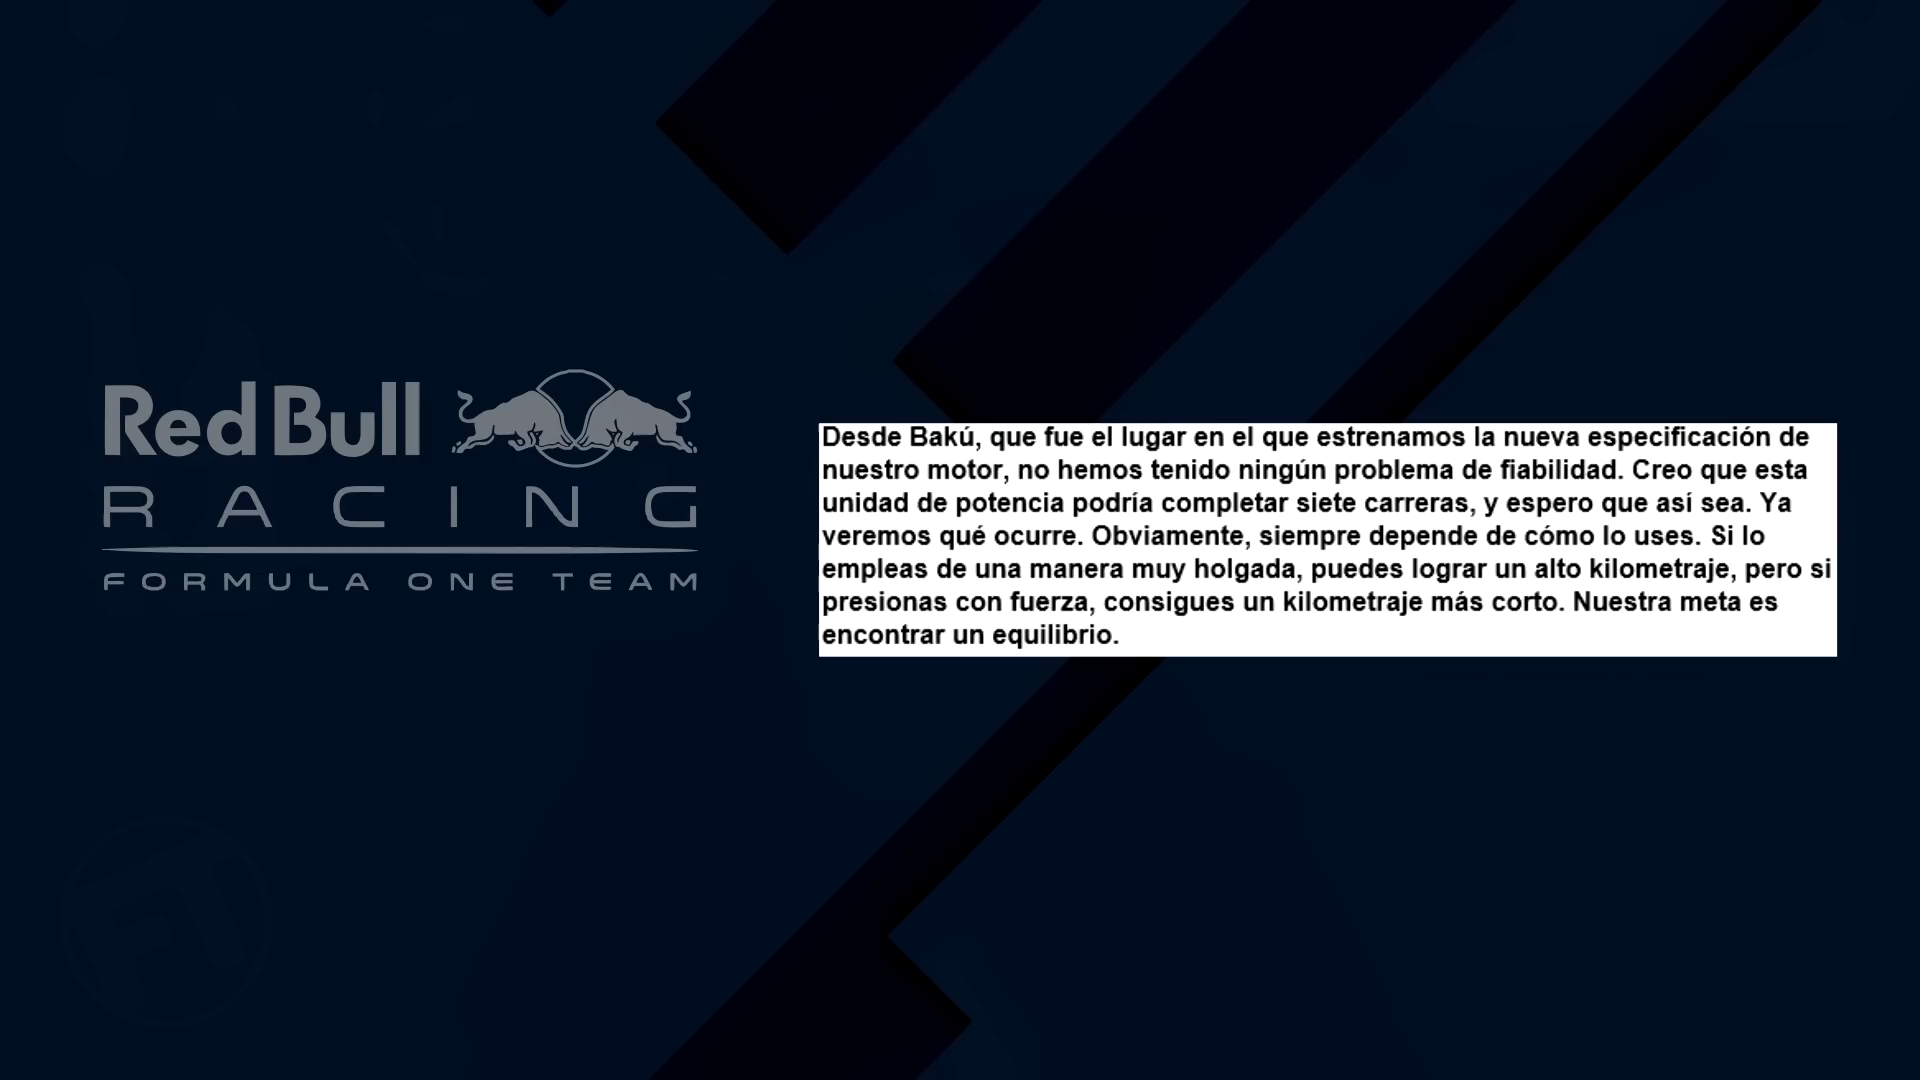 Red Bull
RACING
FORMULA ONE TEAM
Desde Bakú, que fue el lugar en el que estrenamos la nueva especificación de
nuestro motor, no hemos tenido ningún problema de fiabilidad. Creo que esta
unidad de potencia podría completar siete carreras, y espero que así sea. Ya
veremos qué ocurre. Obviamente, siempre depende de cómo lo uses. Si lo
empleas de una manera muy holgada, puedes lograr un alto kilometraje, pero si
presionas con fuerza, consigues un kilometraje más corto. Nuestra meta es
encontrar un equilibrio.